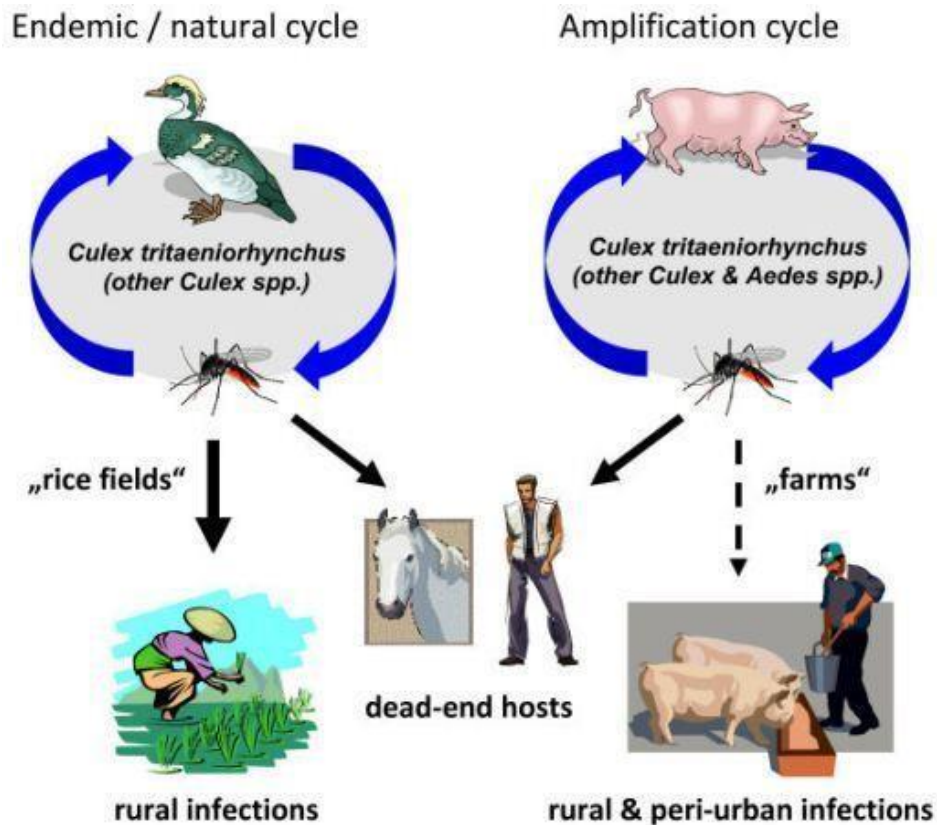 Endemic / natural cycle
Amplification cycle
Culex tritaeniorhynchus
(other Culex spp.)
Culex tritaeniorhynchus
(other Culex & Aedes spp.)
„rice fields“
„farms“
dead-end hosts
rural infections
rural & peri-urban infections